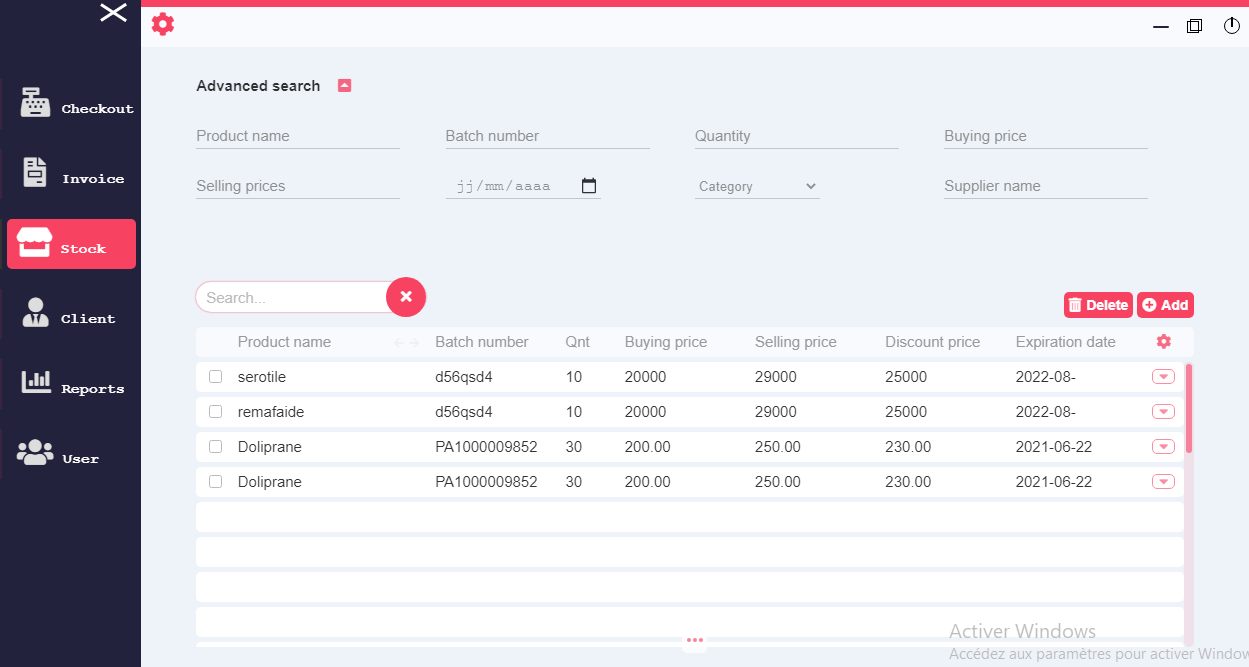 Advanced search
Product name Batch number Quantity Buying price
Selling prices jj/mm/aaaa Category Supplier name
Checkout
Invoice
Stock
Client
Reports
User
Search...
Delete Add
Product name Batch number Qnt Buying price Selling price Discount price Expiration date
serotile d56qsd4 10 20000 29000 25000 2022-08-
remafaide d56qsd4 10 20000 29000 25000 2022-08-
Doliprane PA1000009852 30 200.00 250.00 230.00 2021-06-22
Doliprane PA1000009852 30 200.00 250.00 230.00 2021-06-22
Activer Windows
Accédez aux paramètres pour activer Window